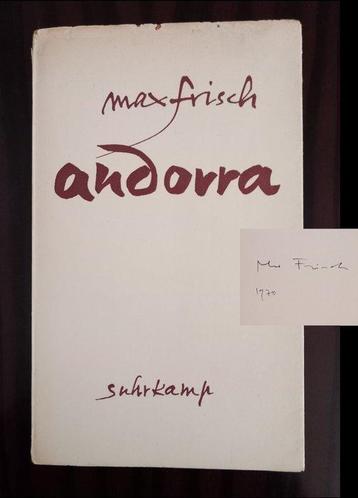 max frisch
andorra
Max Frisch
1970
suhrkamp